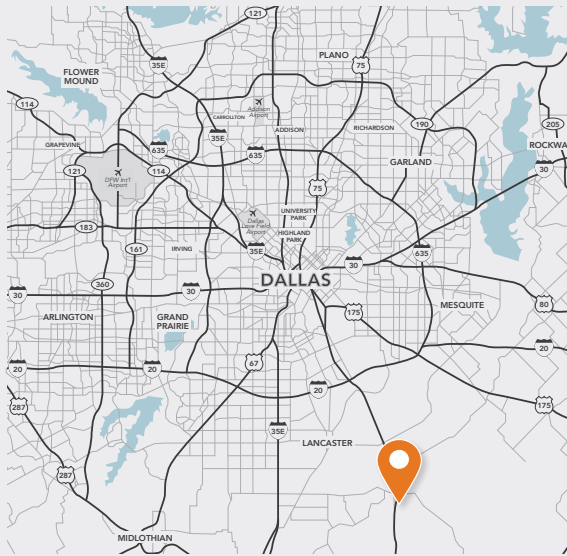 121
35E
PLANO
75
FLOWER
MOUND
114
Addison
Airport
CARROLLTON
190
205
35E
ADDISON
RICHARDSON
GRAPEVINE
635
635
ROCKWA
GARLAND
30
121
114
DFW Int'l
Airport
75
UNIVERSITY
PARK
Dallas
Love Field
Airport
183
HIGHLAND
PARK
161
IRVING
35E
635
30
DALLAS
360
30
30
MESQUITE
80
ARLINGTON
GRAND
PRAIRIE
175
20
67
20
20
20
287
175
35E
LANCASTER
287
MIDLOTHIAN